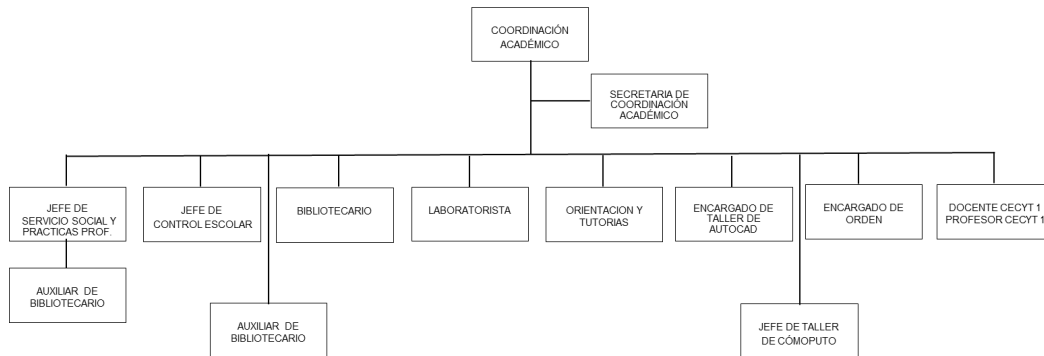 COORDINACIÓN
ACADÉMICO
SECRETARIA DE
COORDINACIÓN
ACADÉMICO
JEFE DE
SERVICIO SOCIAL Y
PRACTICAS PROF.
JEFE DE
CONTROL ESCOLAR
BIBLIOTECARIO
LABORATORISTA
ORIENTACION Y
TUTORIAS
ENCARGADO DE
TALLER DE
AUTOCAD
ENCARGADO DE
ORDEN
DOCENTE CECYT 1
PROFESOR CECYT 1
AUXILIAR DE
BIBLIOTECARIO
AUXILIAR DE
BIBLIOTECARIO
JEFE DE TALLER
DE CÓMOPUTO